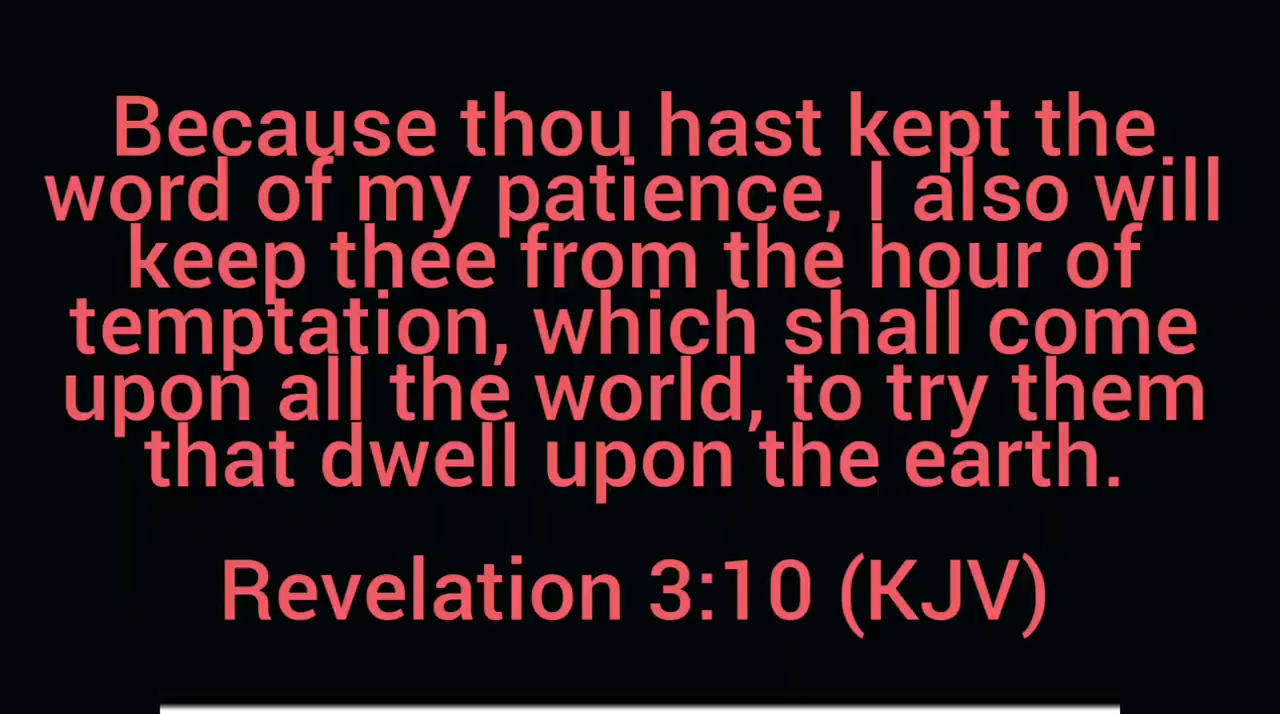 Because thou hast kept the
word of my patience, I also will
keep thee from the hour of
temptation, which shall come
upon all the world, to try them
that dwell upon the earth.
Revelation 3:10 (KJV)